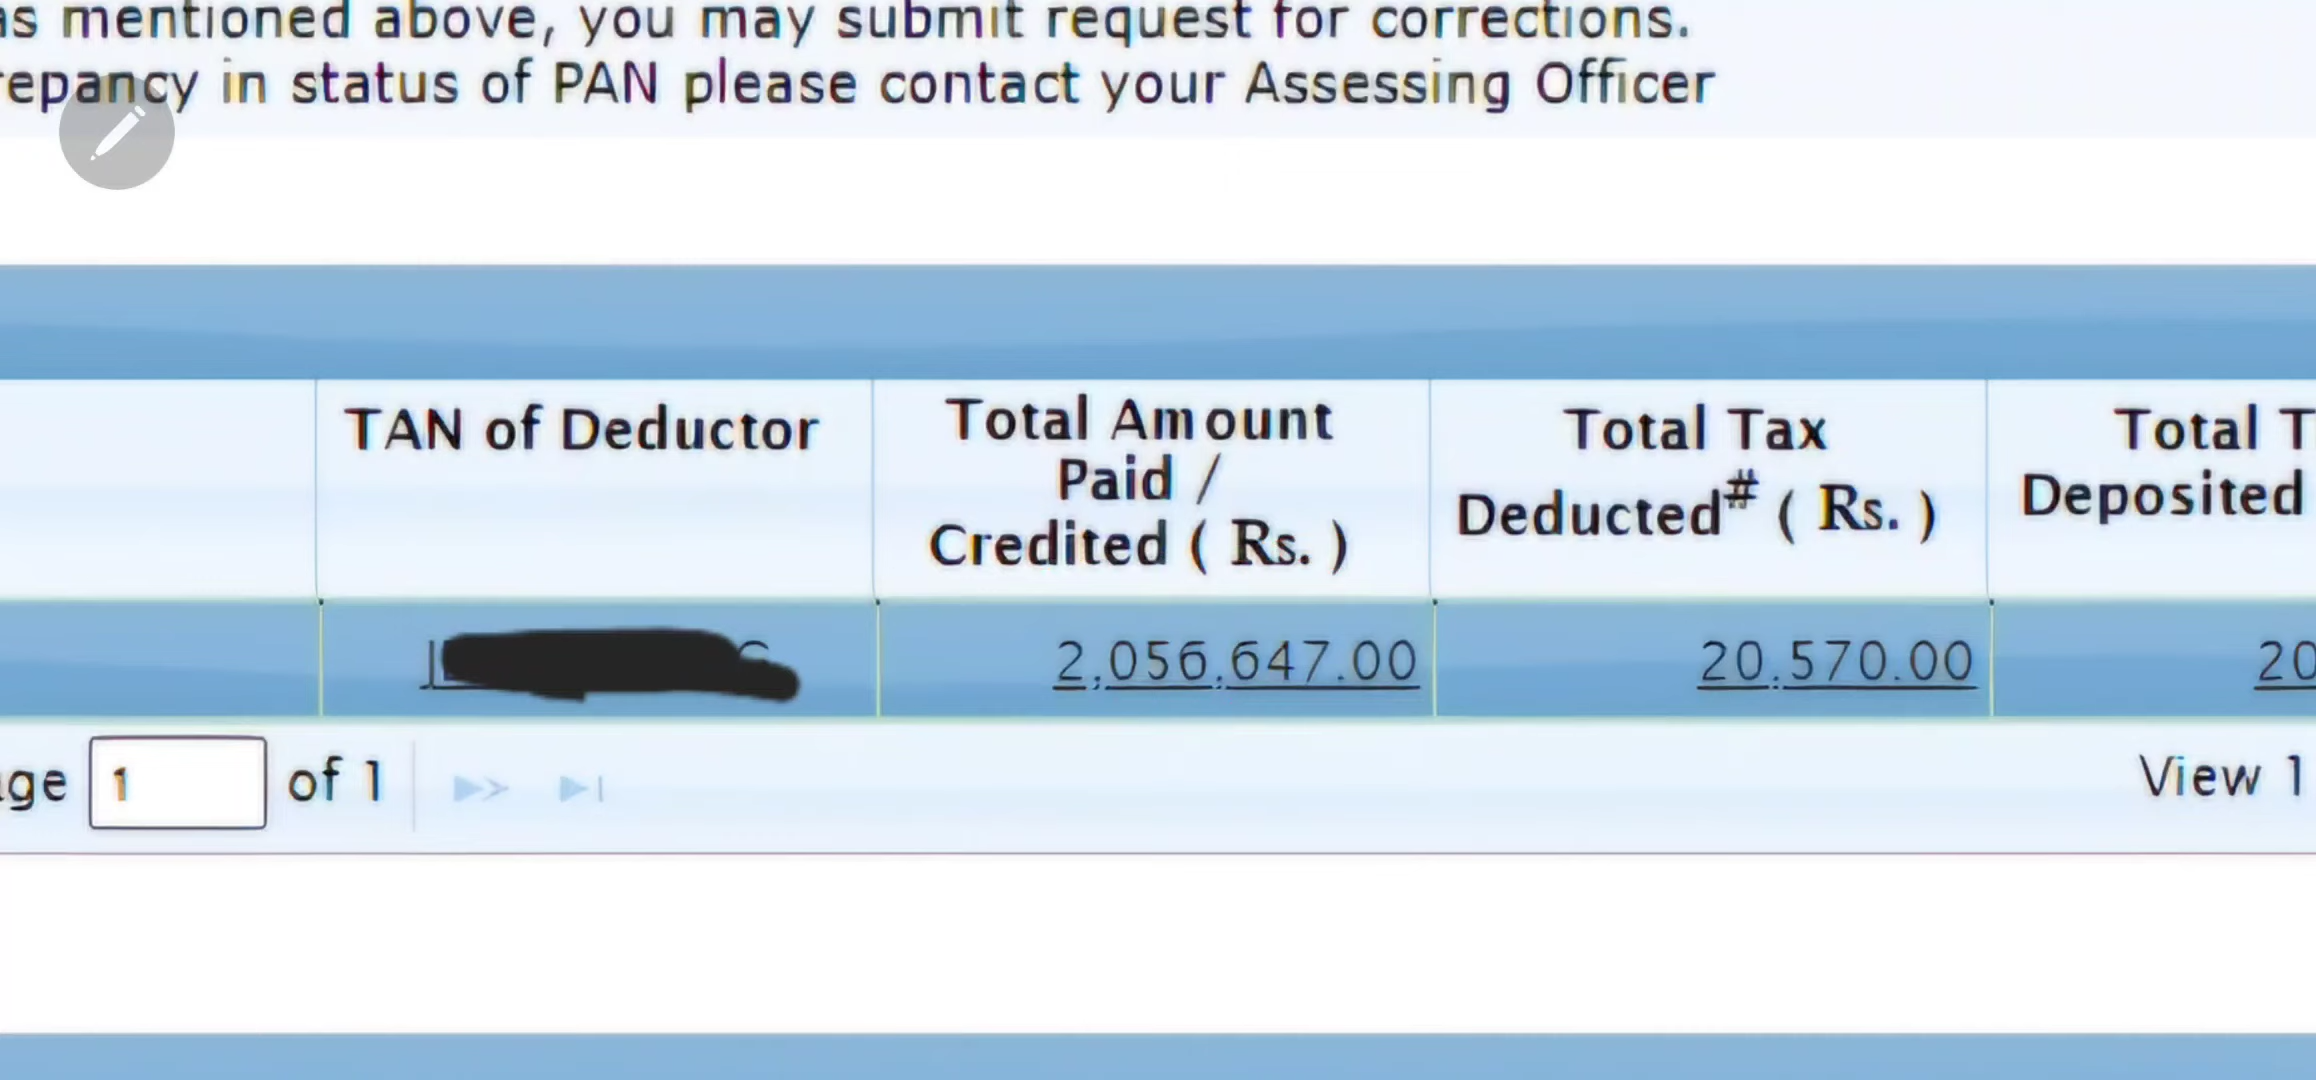 as mentioned above, you may submit request for corrections.
repancy in status of PAN please contact your Assessing Officer
TAN of Deductor
Total Amount
Paid /
Credited ( Rs. )
Total Tax
Deducted# ( Rs. )
Total T
Deposited
2,056,647.00
20,570.00
20
ge 1 of 1
View 1